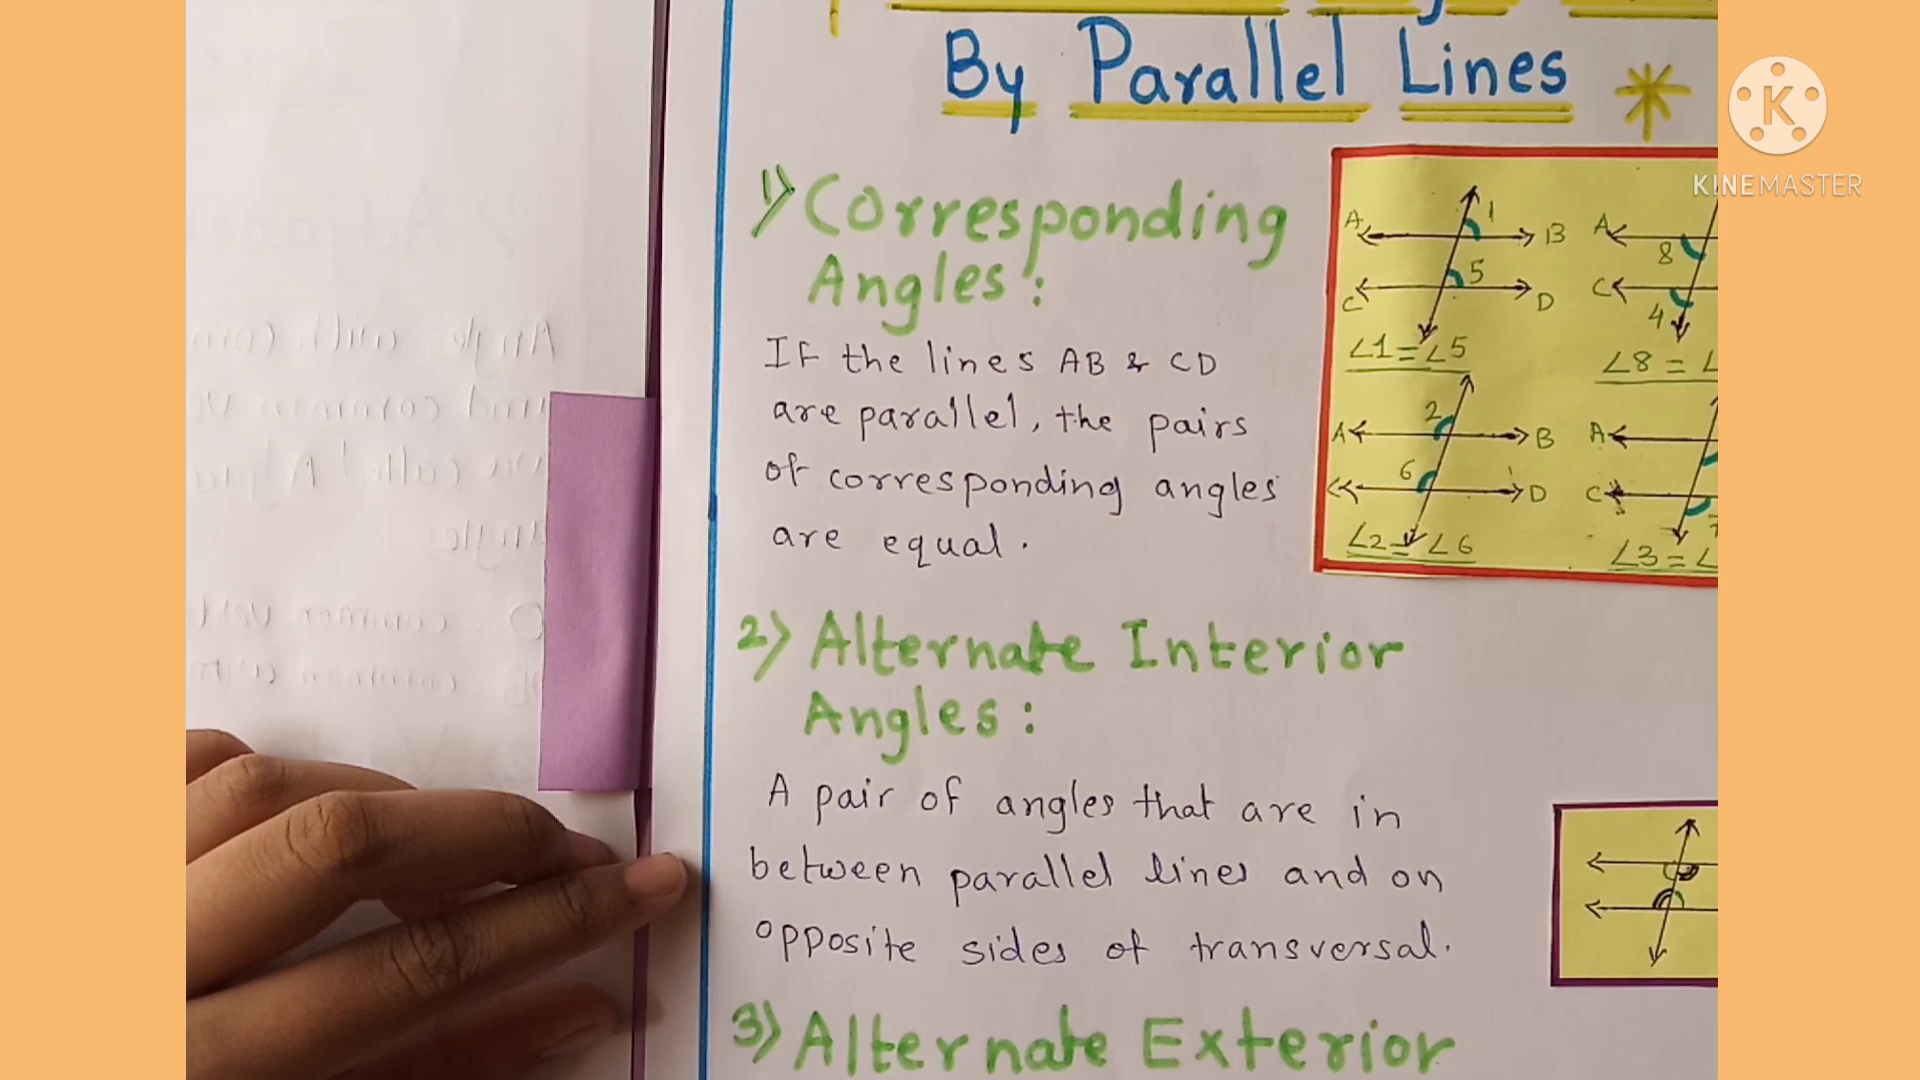 By Parallel Lines
1) Corresponding
Angles:
If the lines AB & CD
are parallel, the pairs
of corresponding angles
are equal.
A B 1
C D 5
∠1=∠5
A 8
C 4
∠8=∠
A B 2
D 6
∠2=∠6
A
C
∠3=∠
2) Alternate Interior
Angles:
A pair of angles that are in
between parallel lines and on
opposite sides of transversal.
3) Alternate Exterior
K
KINEMASTER